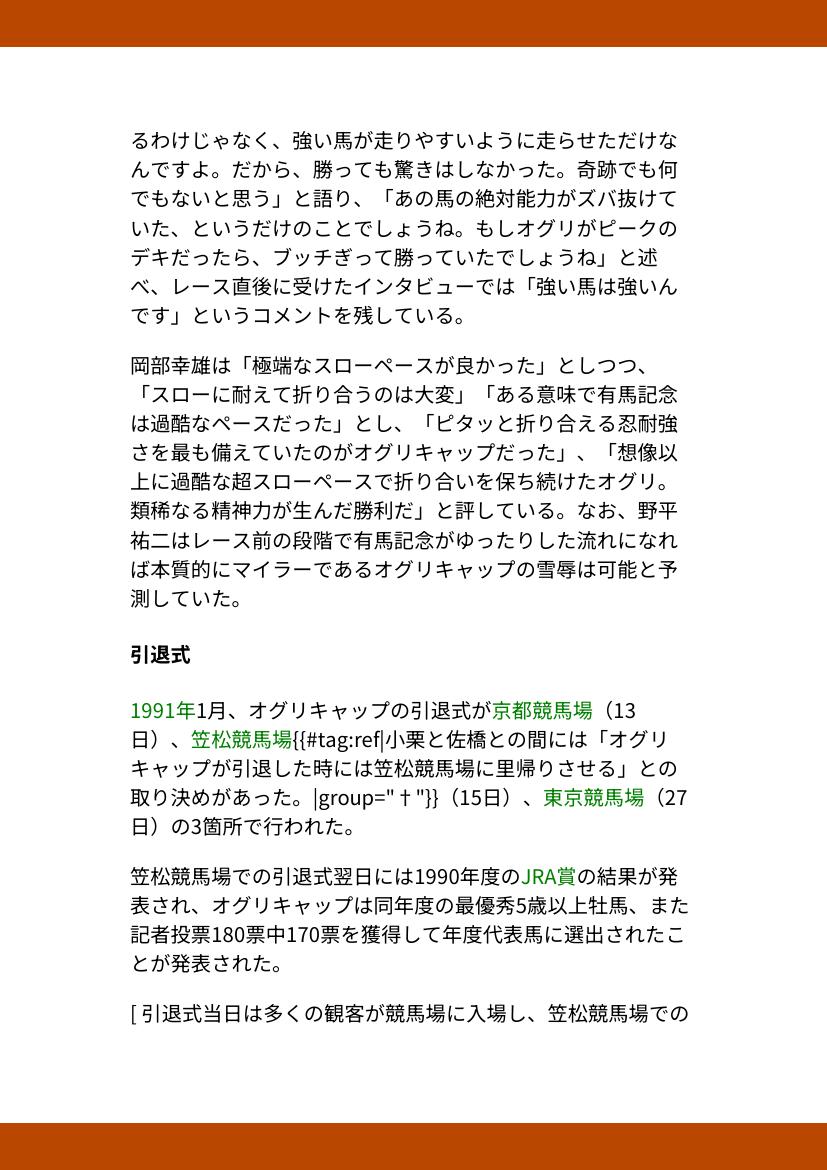 るわけじゃなく、強い馬が走りやすいように走らせただけな
んですよ。だから、勝っても驚きはしなかった。奇跡でも何
でもないと思う」と語り、「あの馬の絶対能力がズバ抜けて
いた、というだけのことでしょうね。もしオグリがピークの
デキだったら、ブッチぎって勝っていたでしょうね」と述
べ、レース直後に受けたインタビューでは「強い馬は強いん
です」というコメントを残している。
岡部幸雄は「極端なスローペースが良かった」としつつ、
「スローに耐えて折り合うのは大変」「ある意味で有馬記念
は過酷なペースだった」とし、「ピタッと折り合える忍耐強
さを最も備えていたのがオグリキャップだった」、「想像以
上に過酷な超スローペースで折り合いを保ち続けたオグリ。
類稀なる精神力が生んだ勝利だ」と評している。なお、野平
祐二はレース前の段階で有馬記念がゆったりした流れになれ
ば本質的にマイラーであるオグリキャップの雪辱は可能と予
測していた。
引退式
1991年1月、オグリキャップの引退式が京都競馬場（13
日）、笠松競馬場{{#tag:ref|小栗と佐橋との間には「オグリ
キャップが引退した時には笠松競馬場に里帰りさせる」との
取り決めがあった。|group="†"}}（15日）、東京競馬場（27
日）の3箇所で行われた。
笠松競馬場での引退式翌日には1990年度のJRA賞の結果が発
表され、オグリキャップは同年度の最優秀5歳以上牡馬、また
記者投票180票中170票を獲得して年度代表馬に選出されたこ
とが発表された。
[ 引退式当日は多くの観客が競馬場に入場し、笠松競馬場での